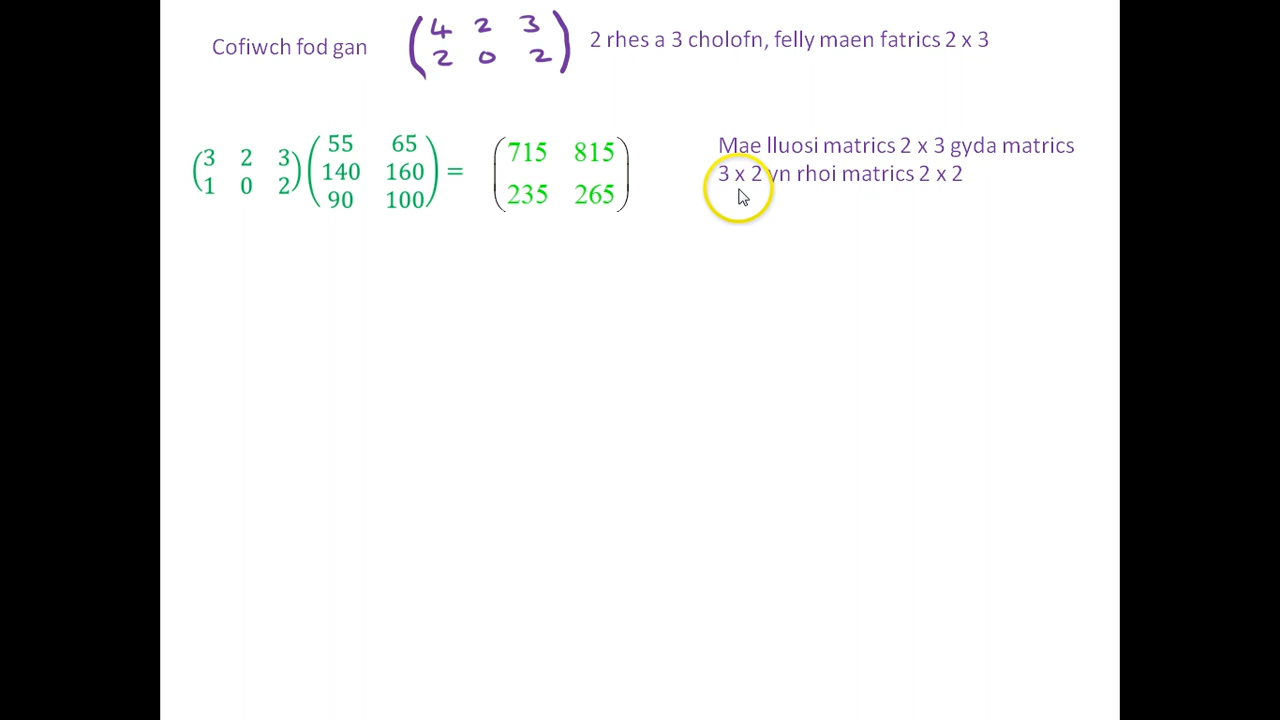 Cofiwch fod gan
4 2 3
2 0 2
2 rhes a 3 cholofn, felly maen fatrics 2 x 3
3 2 3
1 0 2
55 65
140 160
90 100
=
715 815
235 265
Mae lluosi matrics 2 x 3 gyda matrics
3 x 2 yn rhoi matrics 2 x 2